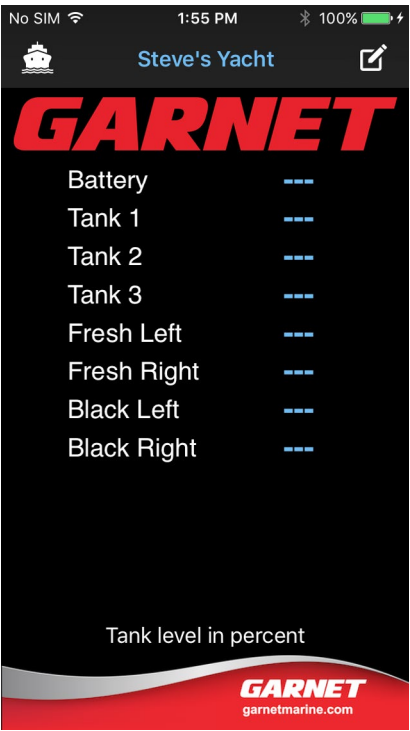 No SIM 1:55 PM 100%
Steve's Yacht
GARNET
Battery ---
Tank 1 ---
Tank 2 ---
Tank 3 ---
Fresh Left ---
Fresh Right ---
Black Left ---
Black Right ---
Tank level in percent
GARNET
garnetmarine.com